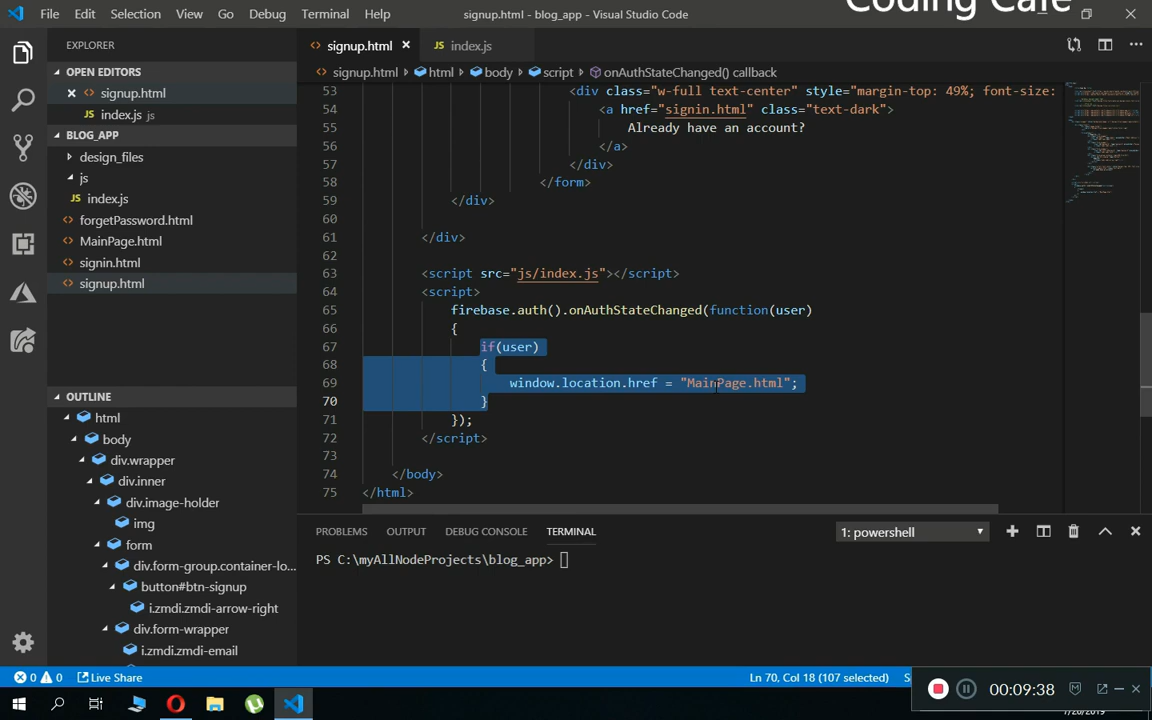 File Edit Selection View Go Debug Terminal Help signup.html - blog_app - Visual Studio Code
Coding Cafe
EXPLORER
signup.html
JS index.js
OPEN EDITORS
signup.html
JS index.js js
signup.html html body script onAuthStateChanged() callback
BLOG_APP
design_files
js
JS index.js
forgetPassword.html
MainPage.html
signin.html
signup.html
OUTLINE
html
body
div.wrapper
div.inner
div.image-holder
img
form
div.form-group.container-lo...
button#btn-signup
i.zmdi.zmdi-arrow-right
div.form-wrapper
i.zmdi.zmdi-email
53 <div class="w-full text-center" style="margin-top: 49%; font-size:
54 <a href="signin.html" class="text-dark">
55 Already have an account?
56 </a>
57 </div>
58 </form>
59 </div>
60
61 </div>
62
63 <script src="js/index.js"></script>
64 <script>
65 firebase.auth().onAuthStateChanged(function(user)
66 {
67 if(user)
68 {
69 window.location.href = "MainPage.html";
70 }
71 });
72 </script>
73
74 </body>
75 </html>
PROBLEMS OUTPUT DEBUG CONSOLE TERMINAL 1: powershell
PS C:\myAllNodeProjects\blog_app>
0 0 Live Share Ln 70, Col 18 (107 selected)
00:09:38